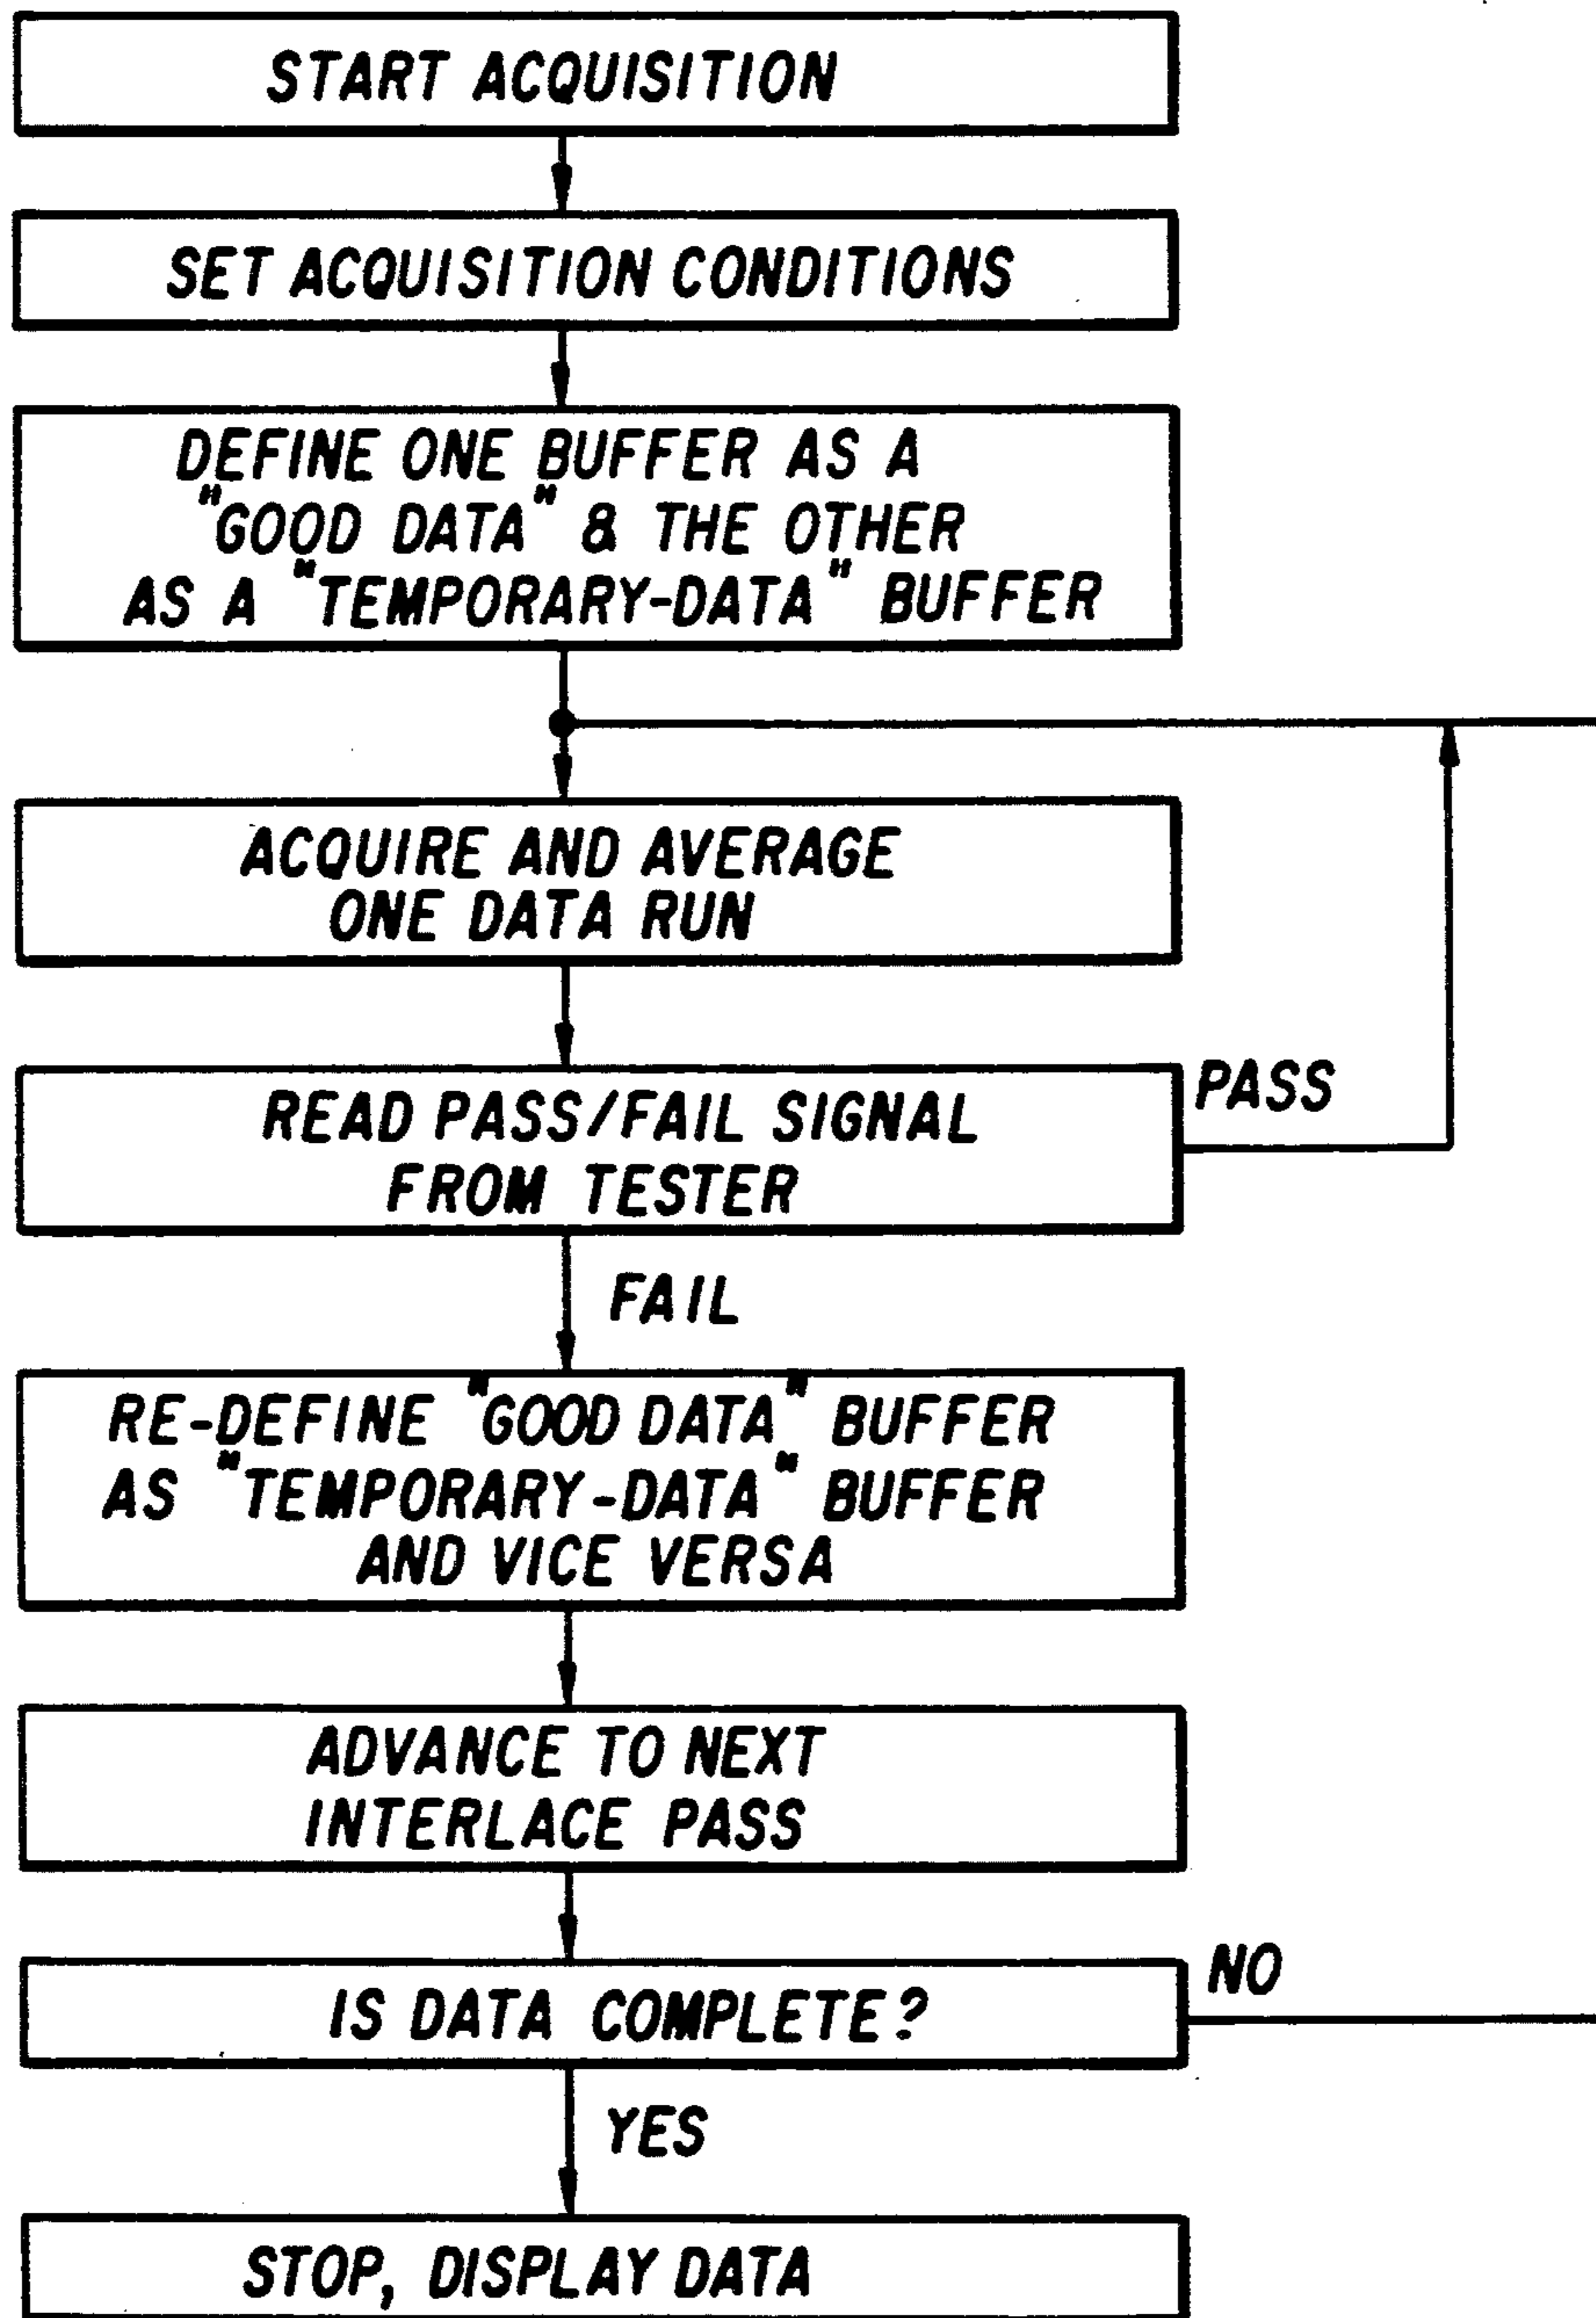 START ACQUISITION
SET ACQUISITION CONDITIONS
DEFINE ONE BUFFER AS A
"GOOD DATA" & THE OTHER
AS A "TEMPORARY-DATA" BUFFER
ACQUIRE AND AVERAGE
ONE DATA RUN
READ PASS/FAIL SIGNAL
FROM TESTER
PASS
FAIL
RE-DEFINE "GOOD DATA" BUFFER
AS "TEMPORARY-DATA" BUFFER
AND VICE VERSA
ADVANCE TO NEXT
INTERLACE PASS
IS DATA COMPLETE?
NO
YES
STOP, DISPLAY DATA